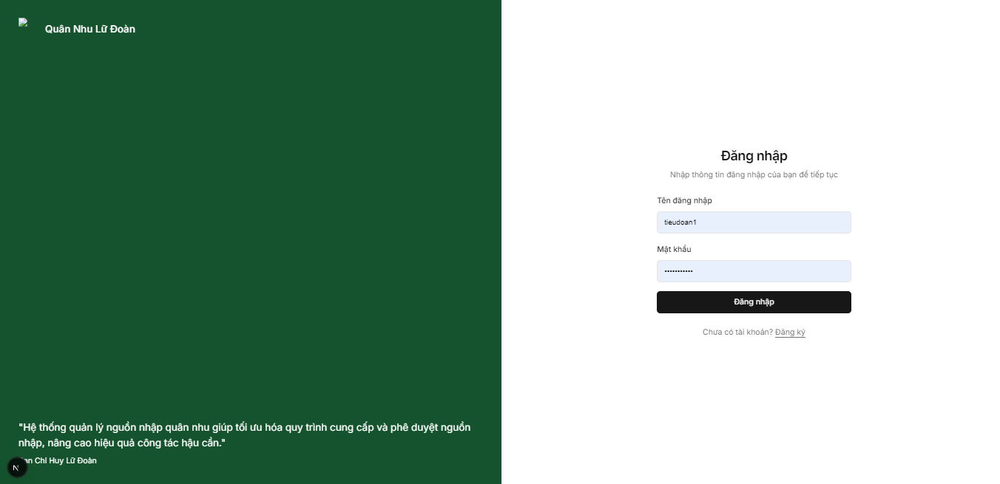 Quân Nhu Lữ Đoàn
Đăng nhập
Nhập thông tin đăng nhập của bạn để tiếp tục
Tên đăng nhập
tieudoan1
Mật khẩu
•••••••••••
Đăng nhập
Chưa có tài khoản? Đăng ký
"Hệ thống quản lý nguồn nhập quân nhu giúp tối ưu hóa quy trình cung cấp và phê duyệt nguồn
nhập, nâng cao hiệu quả công tác hậu cần."
Chỉ Huy Lữ Đoàn
N